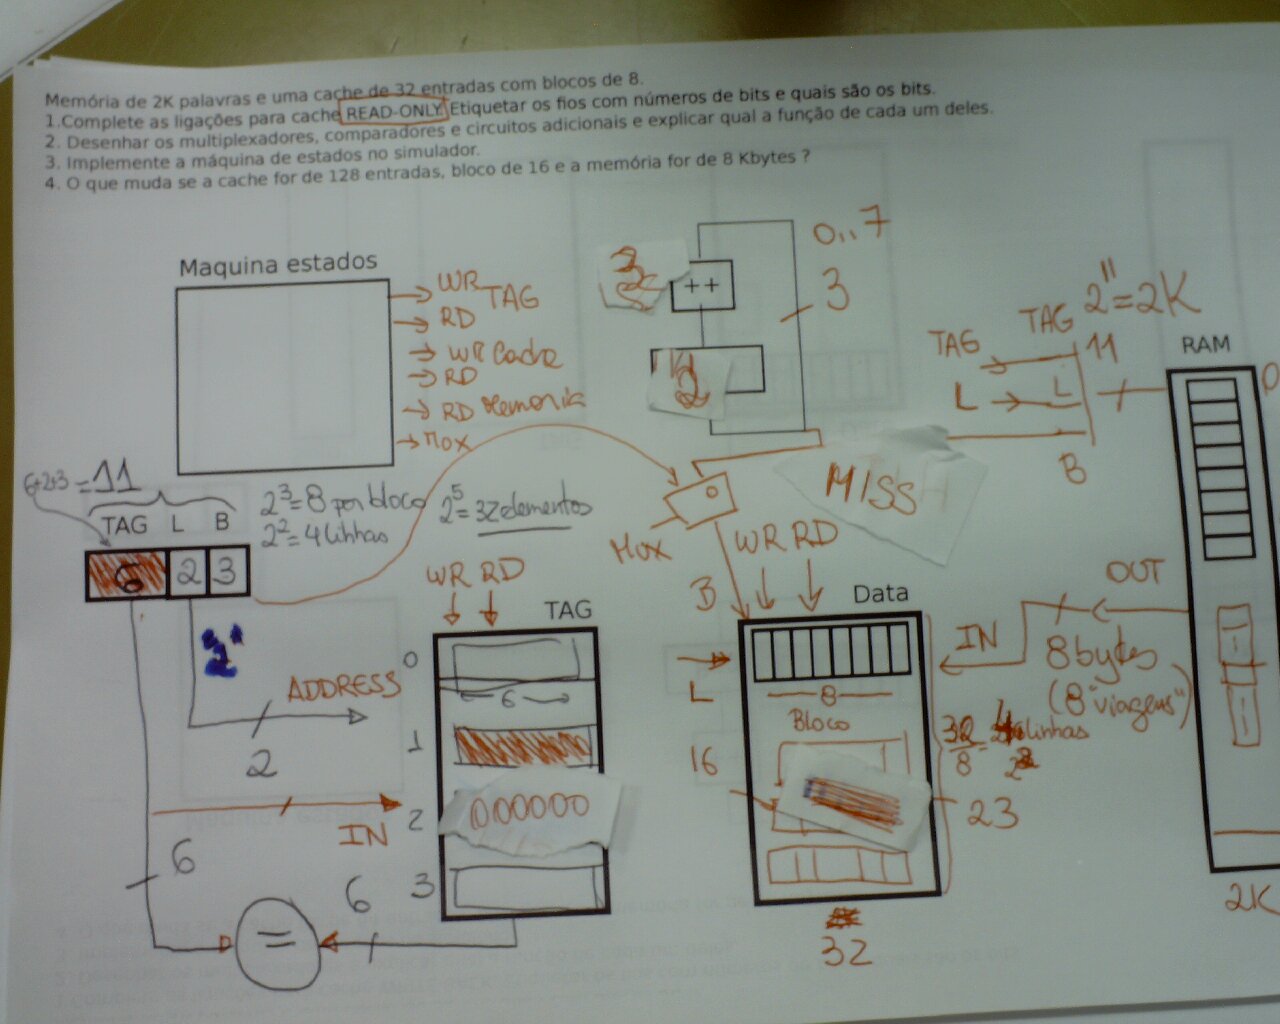 Memória de 2K palavras e uma cache de 32 entradas com blocos de 8.
1.Complete as ligações para cache READ-ONLY Etiquetar os fios com números de bits e quais são os bits.
2. Desenhar os multiplexadores, comparadores e circuitos adicionais e explicar qual a função de cada um deles.
3. Implemente a máquina de estados no simulador.
4. O que muda se a cache for de 128 entradas, bloco de 16 e a memória for de 8 Kbytes ?
Maquina estados
WR TAG
RD
WR Cache
RD
RD Memoria
Mux
++
0..7
3
TAG
L
TAG
L
B
2^11=2K
11
RAM
6+2+3 =11
TAG L B
6 2 3
2^3=8 por bloco
2^2=4 linhas
2^5=32 elementos
MISS
0
Mux
WR RD
B
WR RD
TAG
0
6
1
2
000000
3
ADDRESS
2
IN
6
6
=
Data
L
8
Bloco
16
23
32
IN
OUT
8 bytes
(8 "viagens")
32/8 = 4 linhas
2K